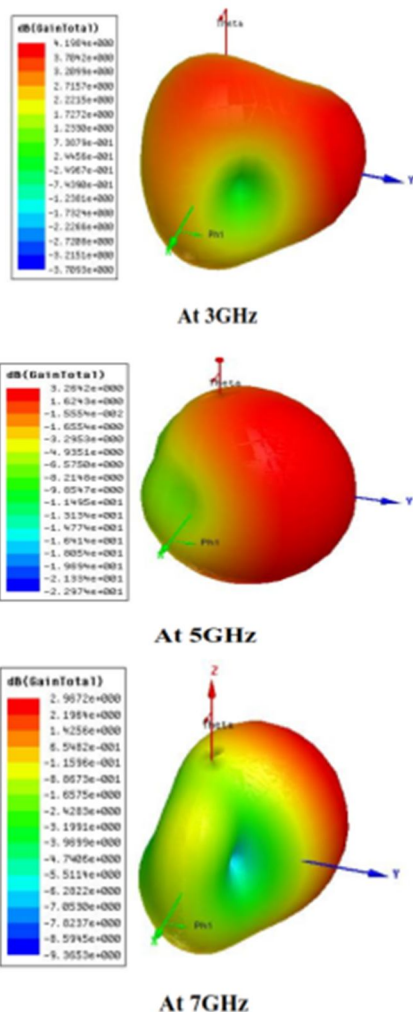 dB(GainTotal)
4.1984e+000
3.7042e+000
3.2099e+000
2.7157e+000
2.2215e+000
1.7272e+000
1.2330e+000
7.3879e-001
2.4456e-001
-2.4967e-001
-7.4390e-001
-1.2381e+000
-1.7324e+000
-2.2266e+000
-2.7208e+000
-3.2151e+000
-3.7093e+000
Theta
Y
Phi
X
At 3GHz
dB(GainTotal)
3.2642e+000
1.6243e+000
-1.5554e-002
-1.6554e+000
-3.2953e+000
-4.9351e+000
-6.5750e+000
-8.2148e+000
-9.8547e+000
-1.1495e+001
-1.3134e+001
-1.4774e+001
-1.6414e+001
-1.8054e+001
-1.9694e+001
-2.1334e+001
-2.2974e+001
Theta
Y
Phi
X
At 5GHz
Z
dB(GainTotal)
2.9672e+000
2.1964e+000
1.4256e+000
6.5482e-001
-1.1596e-001
-8.8673e-001
-1.6575e+000
-2.4283e+000
-3.1991e+000
-3.9699e+000
-4.7406e+000
-5.5114e+000
-6.2822e+000
-7.0530e+000
-7.8237e+000
-8.5945e+000
-9.3653e+000
Theta
Y
Phi
X
At 7GHz